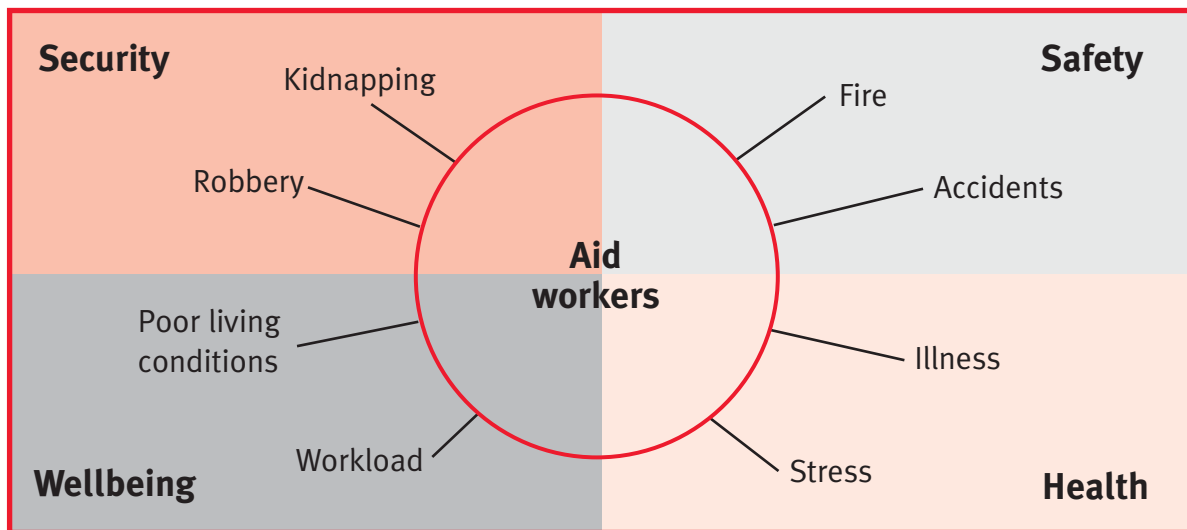 Security
Safety
Kidnapping
Fire
Robbery
Accidents
Aid
workers
Poor living
conditions
Illness
Workload
Stress
Wellbeing
Health